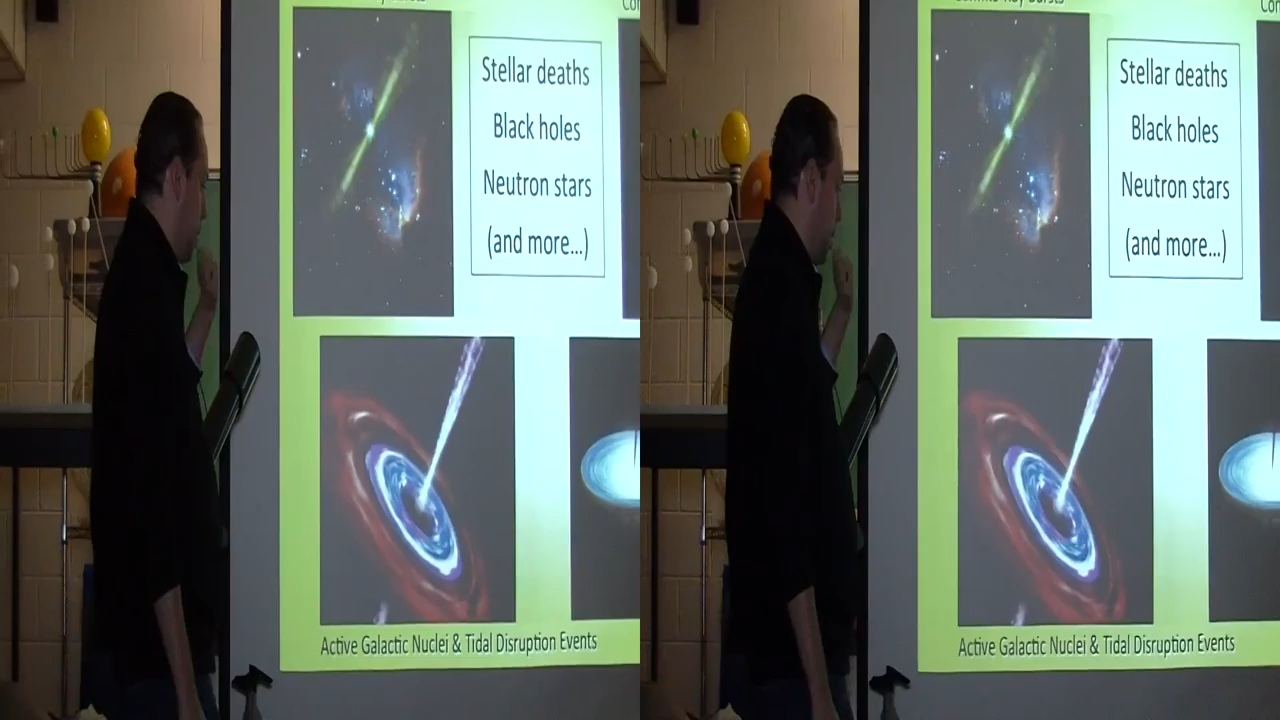 Stellar deaths
Black holes
Neutron stars
(and more...)
Active Galactic Nuclei & Tidal Disruption Events
Stellar deaths
Black holes
Neutron stars
(and more...)
Active Galactic Nuclei & Tidal Disruption Events